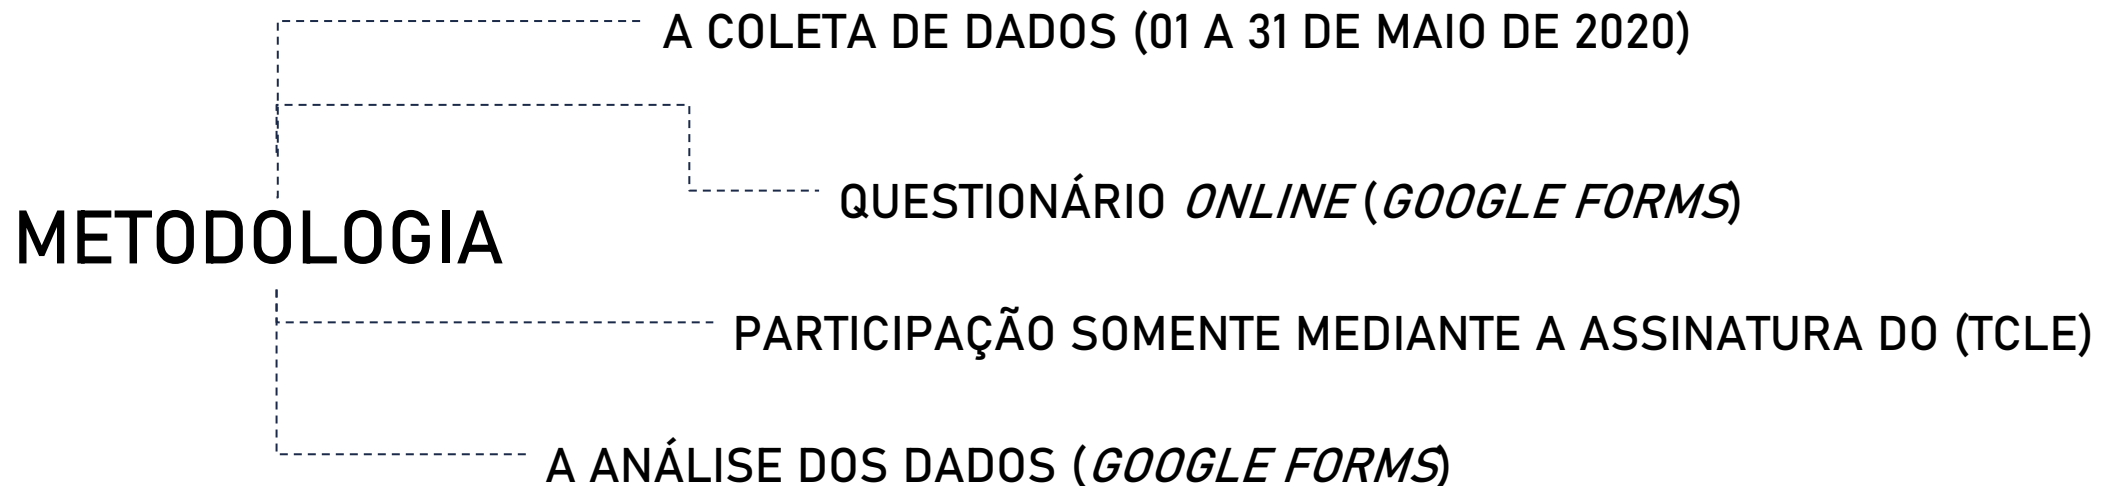 A COLETA DE DADOS (01 A 31 DE MAIO DE 2020)
QUESTIONÁRIO ONLINE (GOOGLE FORMS)
METODOLOGIA
PARTICIPAÇÃO SOMENTE MEDIANTE A ASSINATURA DO (TCLE)
A ANÁLISE DOS DADOS (GOOGLE FORMS)